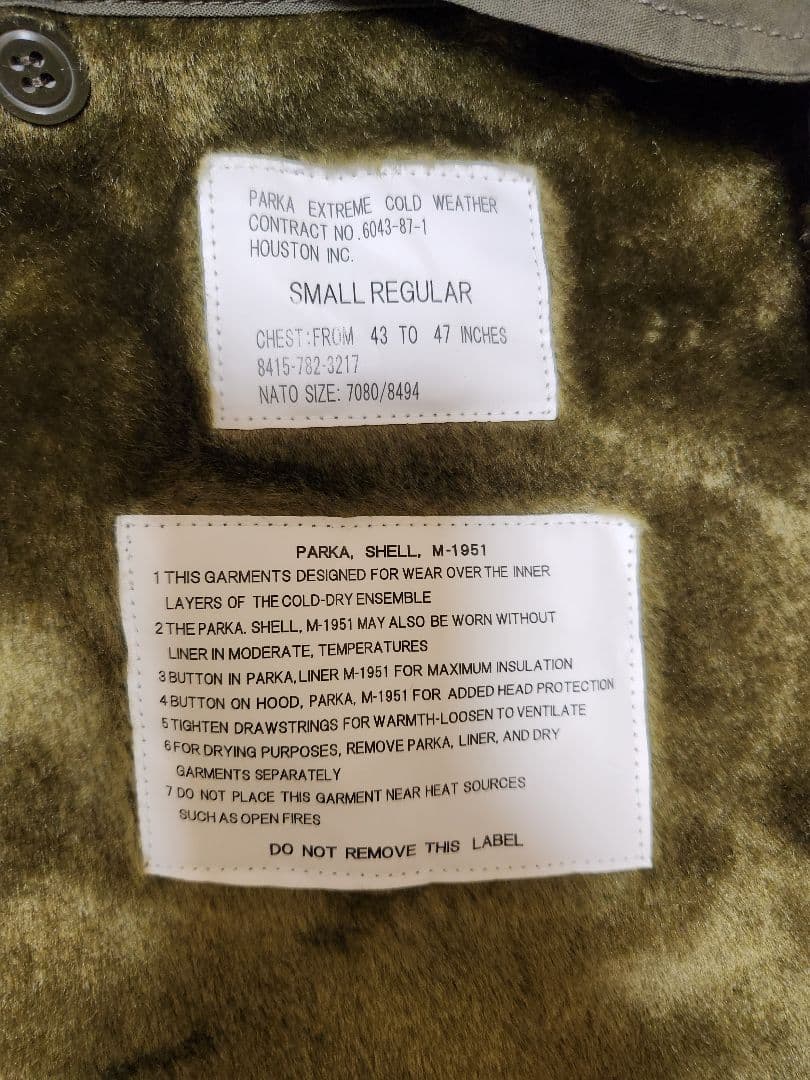 PARKA EXTREME COLD WEATHER
CONTRACT NO.6043-87-1
HOUSTON INC.
SMALL REGULAR
CHEST:FROM 43 TO 47 INCHES
8415-782-3217
NATO SIZE: 7080/8494
PARKA, SHELL, M-1951
1 THIS GARMENTS DESIGNED FOR WEAR OVER THE INNER
LAYERS OF THE COLD-DRY ENSEMBLE
2 THE PARKA. SHELL, M-1951 MAY ALSO BE WORN WITHOUT
LINER IN MODERATE, TEMPERATURES
3 BUTTON IN PARKA,LINER M-1951 FOR MAXIMUM INSULATION
4 BUTTON ON HOOD, PARKA, M-1951 FOR ADDED HEAD PROTECTION
5 TIGHTEN DRAWSTRINGS FOR WARMTH-LOOSEN TO VENTILATE
6 FOR DRYING PURPOSES, REMOVE PARKA, LINER, AND DRY
GARMENTS SEPARATELY
7 DO NOT PLACE THIS GARMENT NEAR HEAT SOURCES
SUCH AS OPEN FIRES
DO NOT REMOVE THIS LABEL